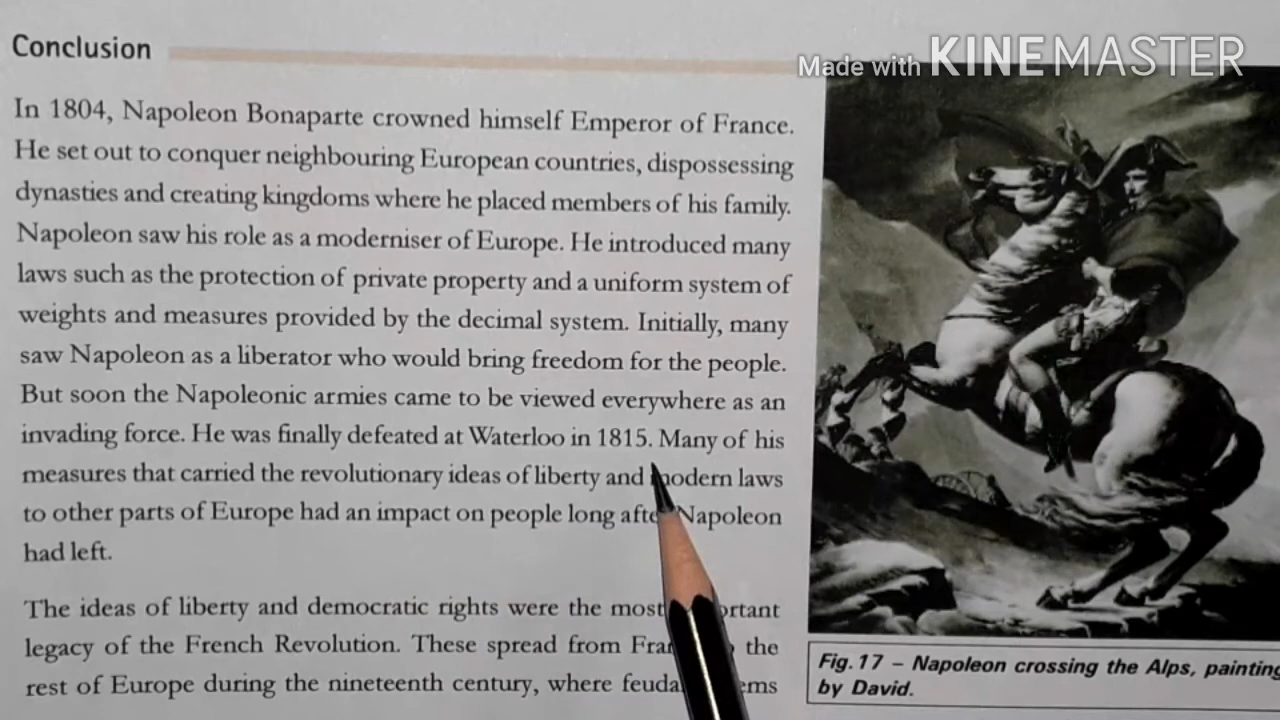 Conclusion
Made with KINEMASTER
In 1804, Napoleon Bonaparte crowned himself Emperor of France.
He set out to conquer neighbouring European countries, dispossessing
dynasties and creating kingdoms where he placed members of his family.
Napoleon saw his role as a moderniser of Europe. He introduced many
laws such as the protection of private property and a uniform system of
weights and measures provided by the decimal system. Initially, many
saw Napoleon as a liberator who would bring freedom for the people.
But soon the Napoleonic armies came to be viewed everywhere as an
invading force. He was finally defeated at Waterloo in 1815. Many of his
measures that carried the revolutionary ideas of liberty and modern laws
to other parts of Europe had an impact on people long after Napoleon
had left.
The ideas of liberty and democratic rights were the most
legacy of the French Revolution. These spread from the
rest of Europe during the nineteenth century, where
Fig. 17 – Napoleon crossing the Alps, painting
by David.